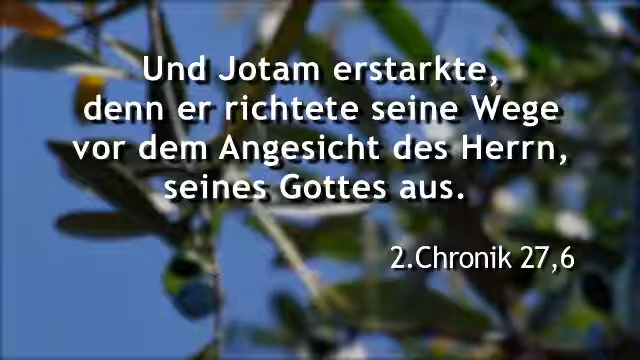 Und Jotam erstarkte,
denn er richtete seine Wege
vor dem Angesicht des Herrn,
seines Gottes aus.
2.Chronik 27,6